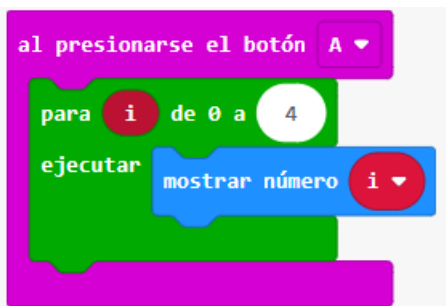 al presionarse el botón A
para i de 0 a 4
ejecutar
mostrar número i